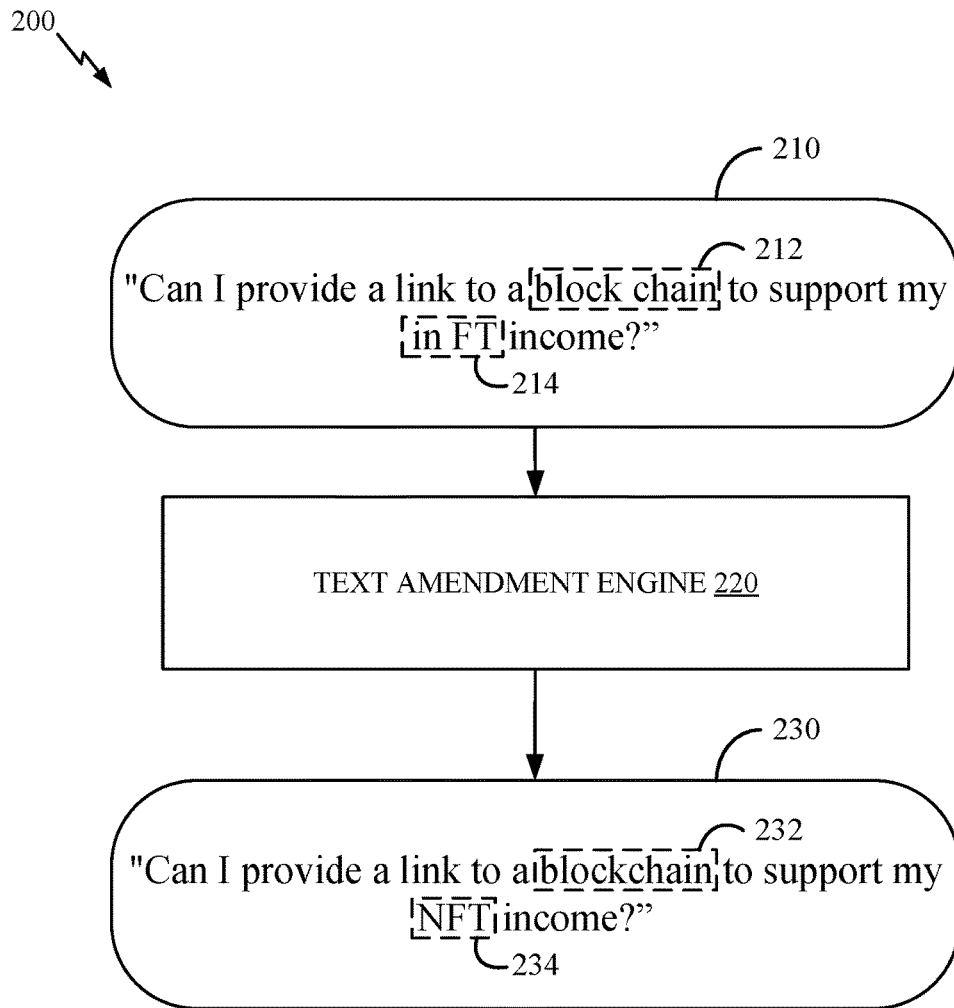 200
210
212
"Can I provide a link to a block chain to support my
in FT income?”
214
TEXT AMENDMENT ENGINE 220
230
232
"Can I provide a link to a blockchain to support my
NFT income?”
234